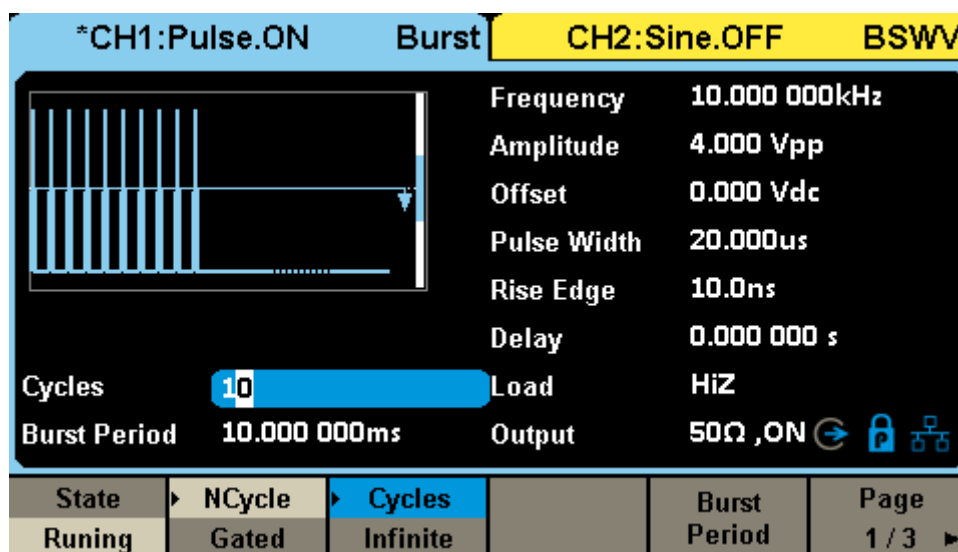 *CH1:Pulse.ON Burst CH2:Sine.OFF BSWV
Frequency 10.000 000kHz
Amplitude 4.000 Vpp
Offset 0.000 Vdc
Pulse Width 20.000us
Rise Edge 10.0ns
Delay 0.000 000 s
Cycles 10 Load HiZ
Burst Period 10.000 000ms Output 50Ω ,ON P
State NCycle Cycles Burst Page
Runing Gated Infinite Period 1 / 3